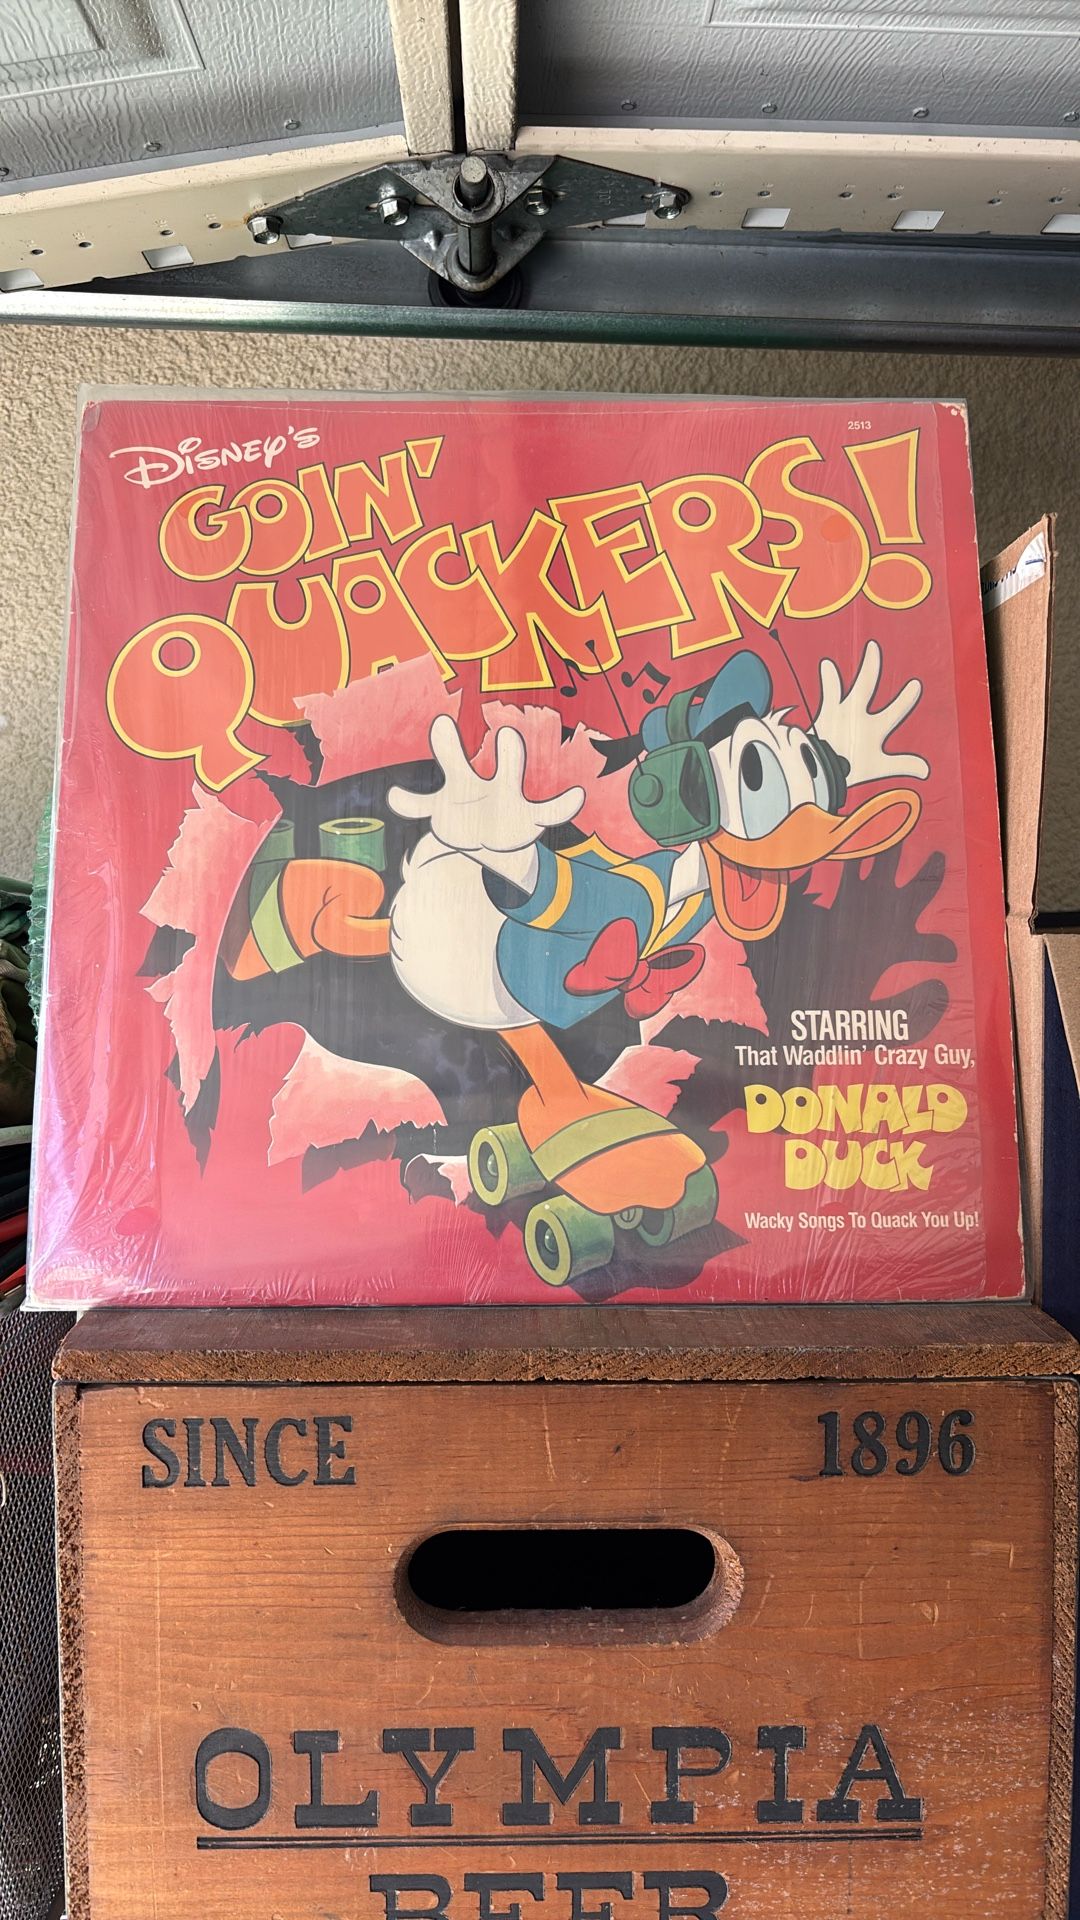 Disney's
2513
GOIN'
QUACKERS!
STARRING
That Waddlin' Crazy Guy,
DONALD
DUCK
Wacky Songs To Quack You Up!
SINCE 1896
OLYMPIA
BEER